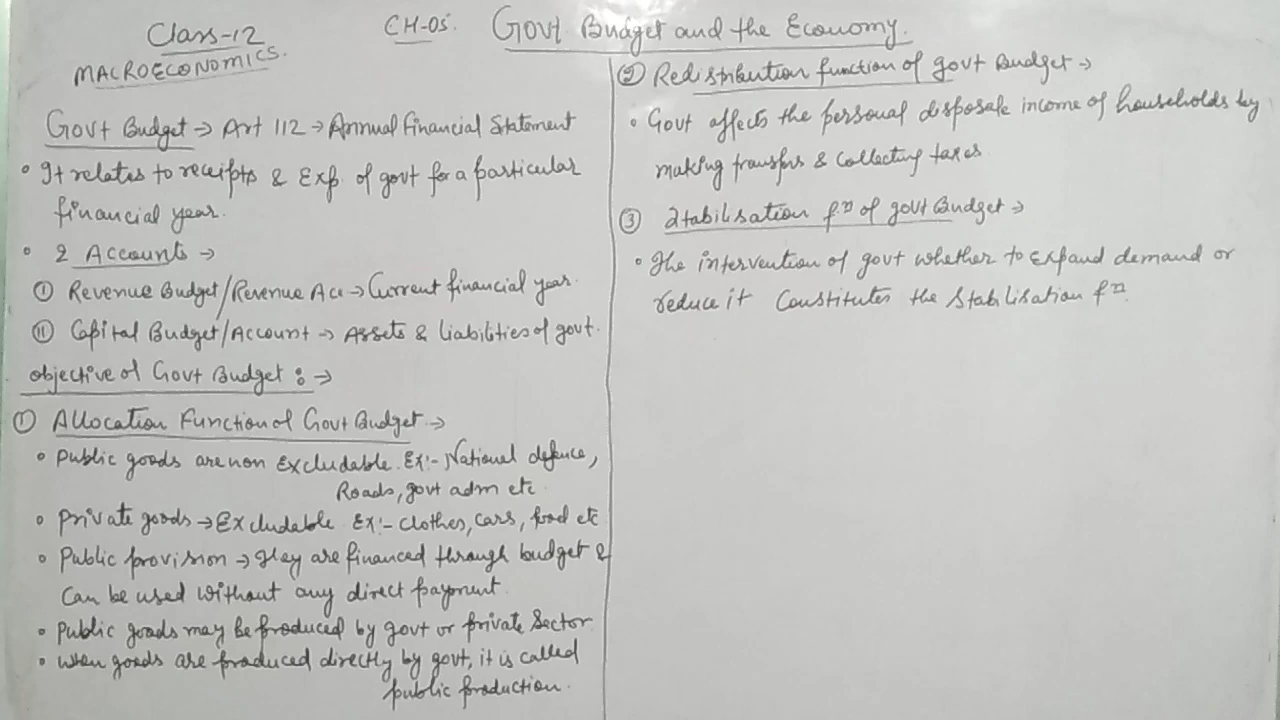 Class-12
MACROECONOMICS.
CH-05. Govt Budget and the Economy.
Govt Budget → Art 112 → Annual Financial Statement
• It relates to receipts & Exp. of govt for a particular
financial year.
• 2 Accounts →
(i) Revenue Budget/Revenue Acc → Current financial year.
(ii) Capital Budget/Account → Assets & liabilities of govt.
objective of Govt Budget : →
① Allocation Function of Govt Budget →
• Public goods are non Excludable. Ex:- National defence,
Roads, govt adm etc
• Private goods → Excludable Ex:- clothes, cars, food etc
• Public provision → They are financed through budget &
can be used without any direct payment.
• Public goods may be produced by govt or private Sector
• when goods are produced directly by govt, it is called
public production.
② Redistribution function of govt Budget →
• Govt affects the personal disposale income of households by
making transfrs & Collecting taxes
③ Stabilisation f.n of govt Budget →
• The intervention of govt whether to expand demand or
reduce it Constitutes the Stabilisation fn.